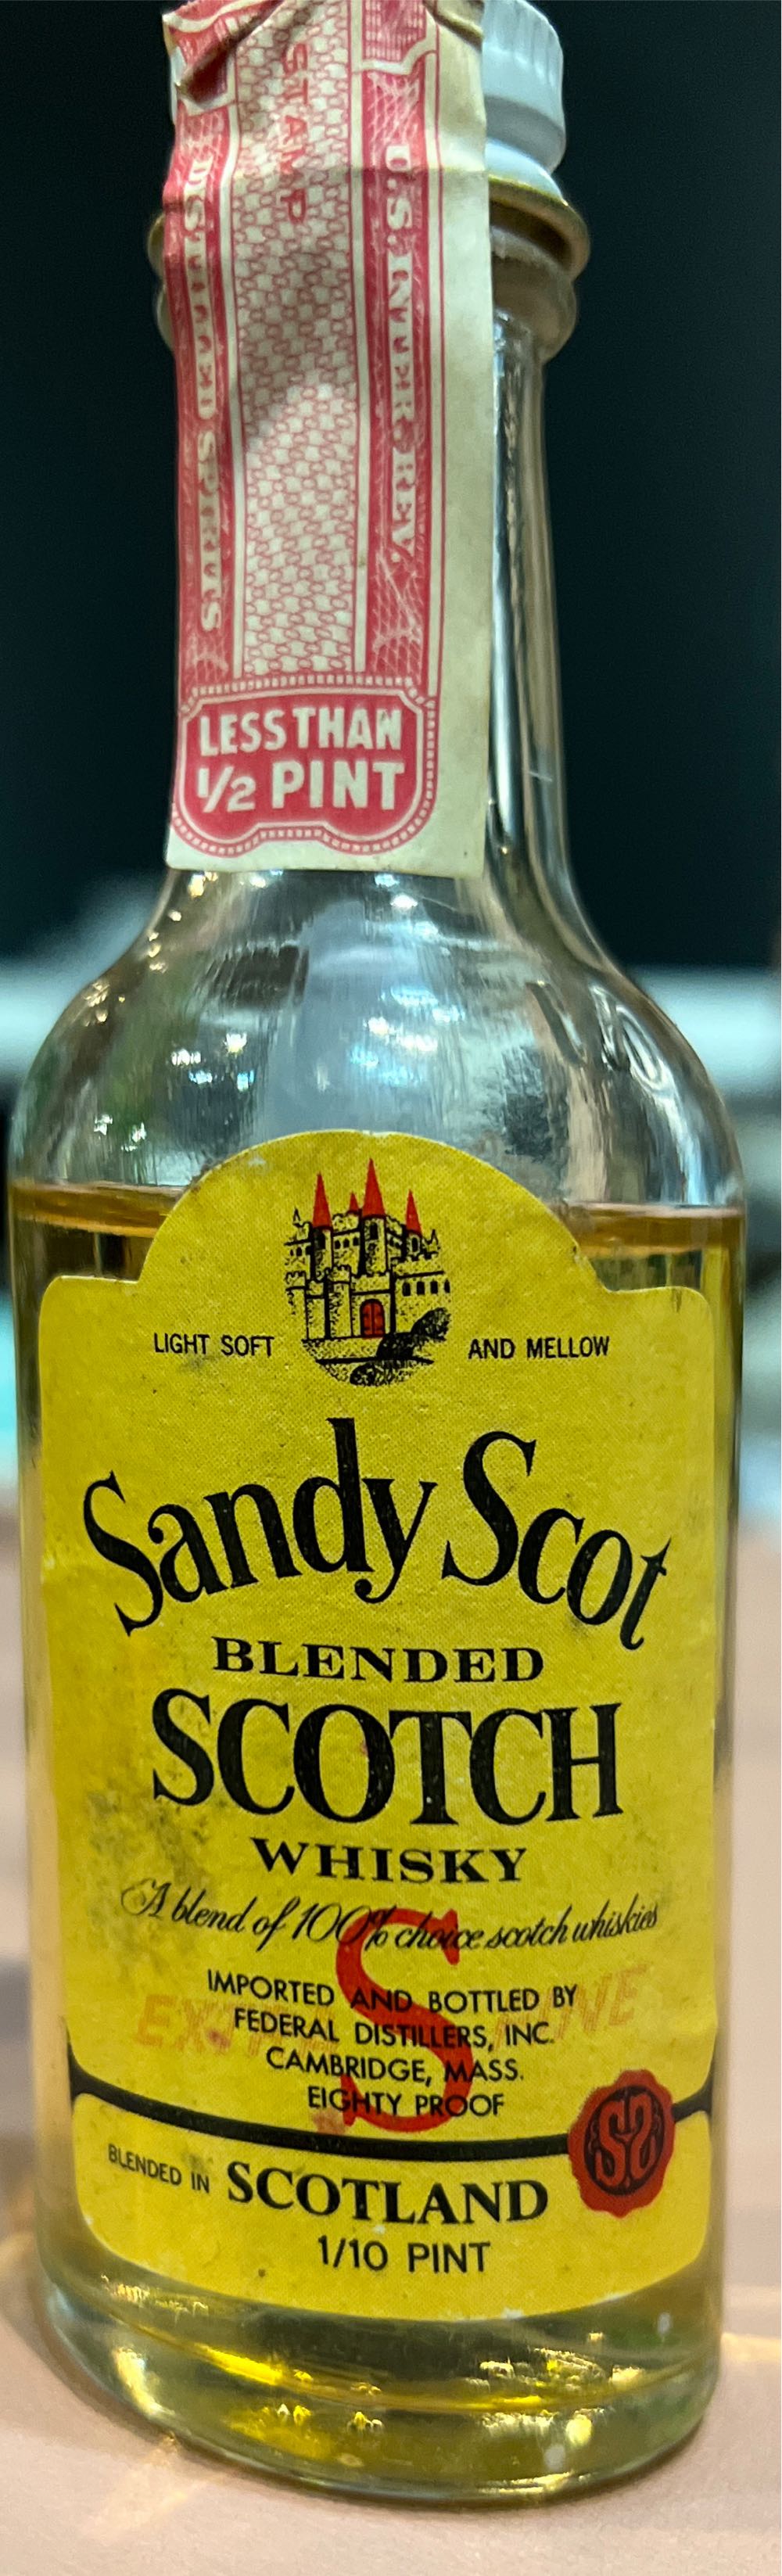 STAMP
U.S. INTER. REV.
DISTILLED SPIRITS
LESS THAN
1/2 PINT
LIGHT SOFT AND MELLOW
Sandy Scot
BLENDED
SCOTCH
WHISKY
A blend of 100% choice scotch whiskies
S
IMPORTED AND BOTTLED BY
FEDERAL DISTILLERS, INC.
CAMBRIDGE, MASS.
EIGHTY PROOF
BLENDED IN SCOTLAND
1/10 PINT